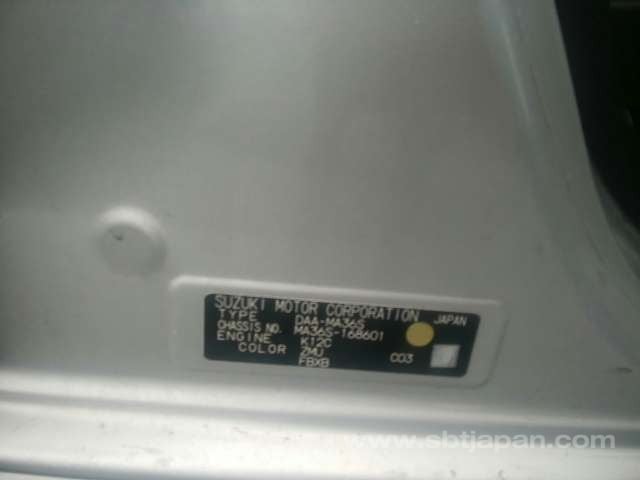 SUZUKI MOTOR CORPORATION JAPAN
TYPE DAA-MA36S
CHASSIS NO. MA36S-168601
ENGINE K12C
COLOR ZMU C03
FBXB
www.sbtjapan.com